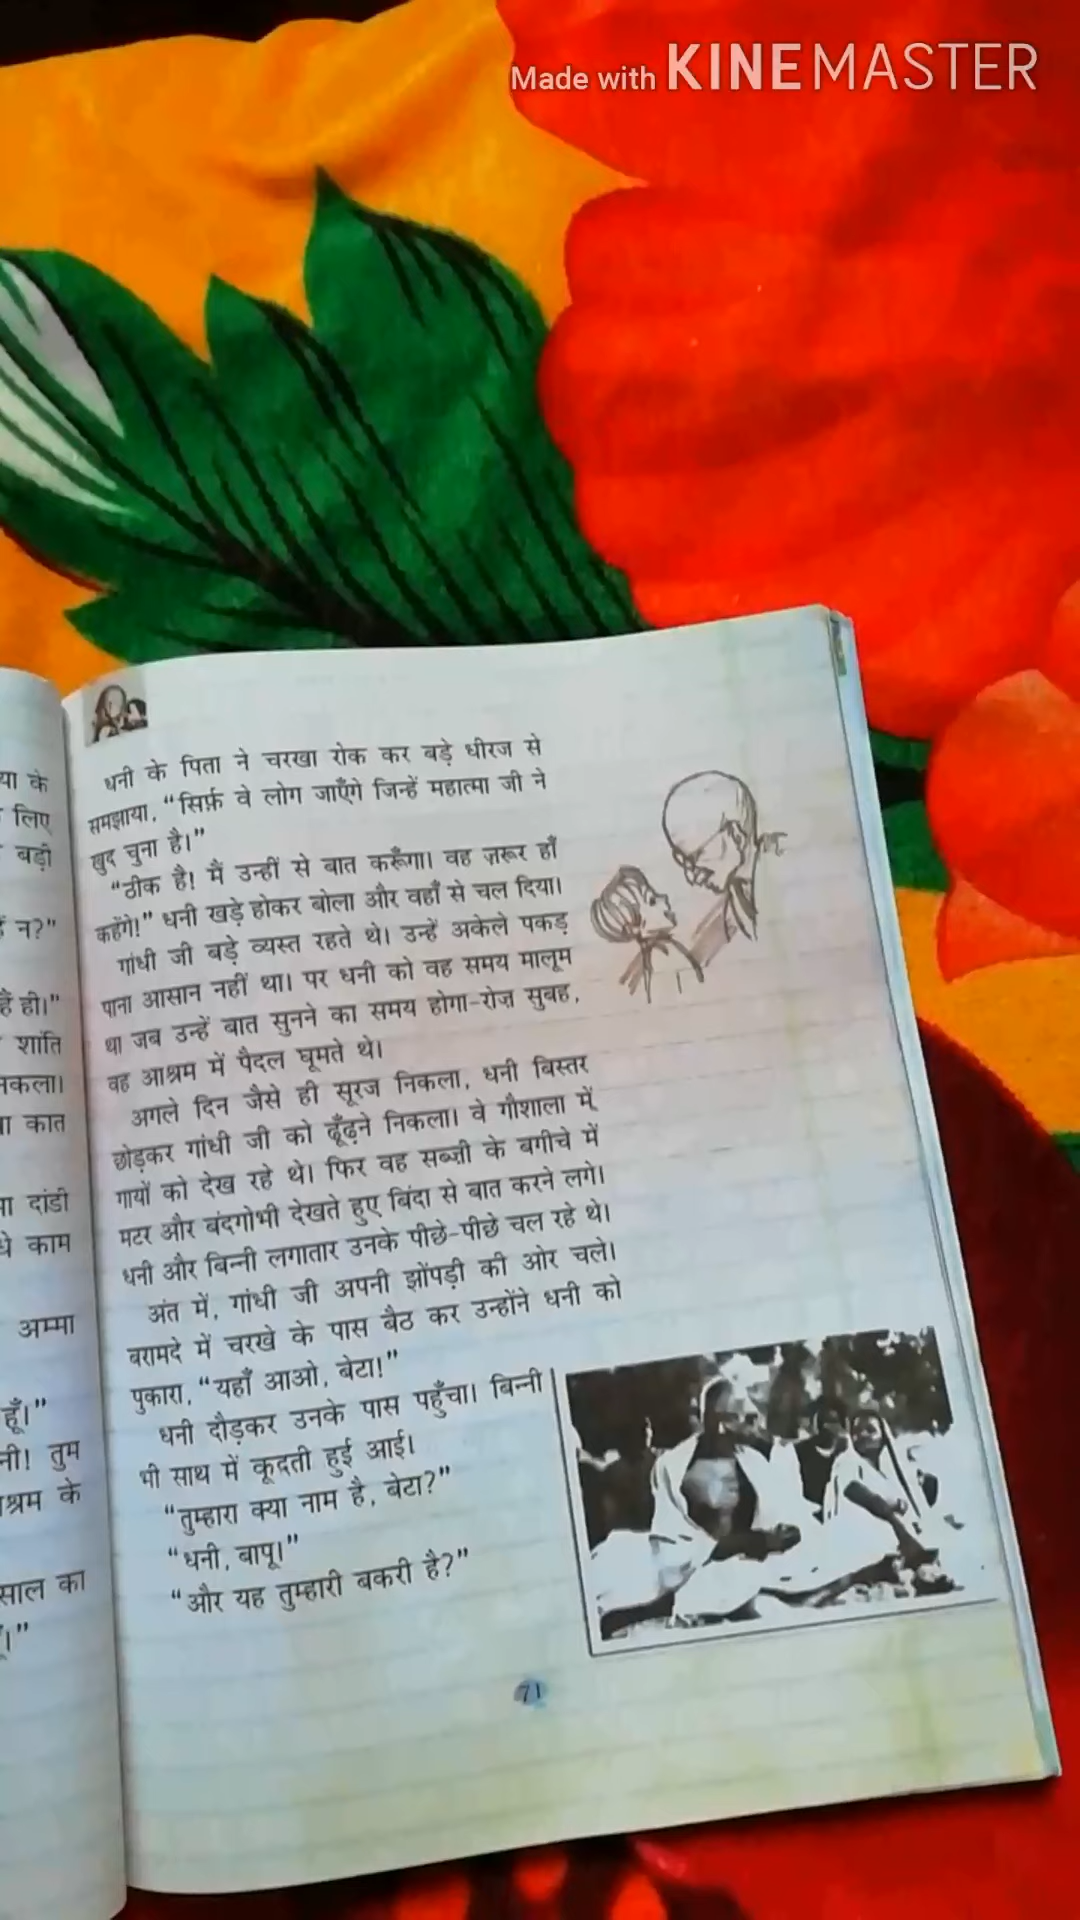 Made with KINEMASTER
या के
लिए
बड़ी
न?"
हैं ही।"
शांति
नकला।
कात
दांडी
काम
अम्मा
हूँ।"
नी! तुम
श्रम के
साल का
धनी के पिता ने चरखा रोक कर बड़े धीरज से
समझाया, "सिर्फ़ वे लोग जाएँगे जिन्हें महात्मा जी ने
खुद चुना है।"
"ठीक है! मैं उन्हीं से बात करूँगा। वह ज़रूर हाँ
कहेंगे!" धनी खड़े होकर बोला और वहाँ से चल दिया।
गांधी जी बड़े व्यस्त रहते थे। उन्हें अकेले पकड़
पाना आसान नहीं था। पर धनी को वह समय मालूम
था जब उन्हें बात सुनने का समय होगा-रोज़ सुबह,
वह आश्रम में पैदल घूमते थे।
अगले दिन जैसे ही सूरज निकला, धनी बिस्तर
छोड़कर गांधी जी को ढूँढ़ने निकला। वे गौशाला में
गायों को देख रहे थे। फिर वह सब्ज़ी के बगीचे में
मटर और बंदगोभी देखते हुए बिंदा से बात करने लगे।
धनी और बिन्नी लगातार उनके पीछे-पीछे चल रहे थे।
अंत में, गांधी जी अपनी झोंपड़ी की ओर चले।
बरामदे में चरखे के पास बैठ कर उन्होंने धनी को
पुकारा, "यहाँ आओ, बेटा!"
धनी दौड़कर उनके पास पहुँचा। बिन्नी
भी साथ में कूदती हुई आई।
"तुम्हारा क्या नाम है, बेटा?"
"धनी, बापू।"
"और यह तुम्हारी बकरी है?"
71